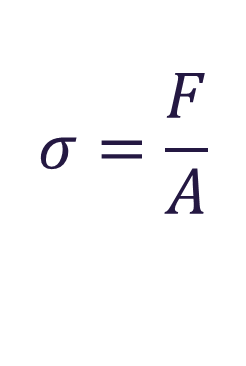 σ = F/A